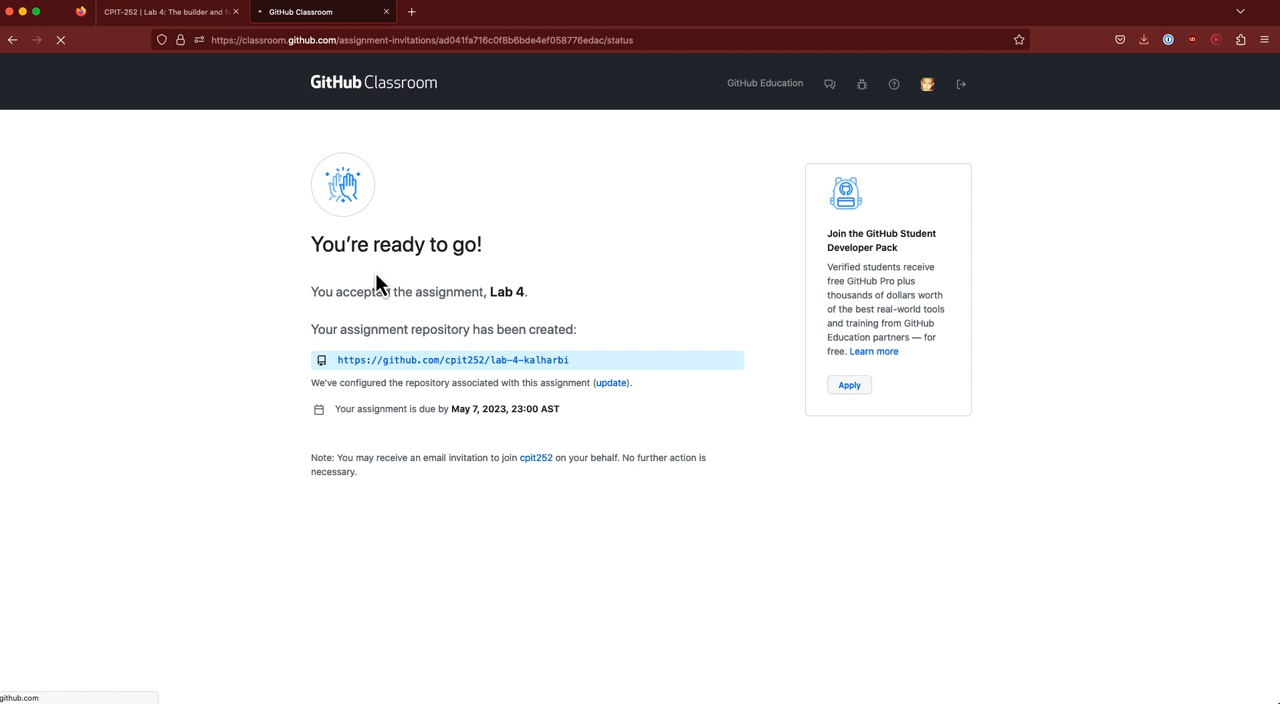 CPIT-252 | Lab 4: The builder and f
GitHub Classroom
https://classroom.github.com/assignment-invitations/ad041fa716c0f8b6bde4ef058776edac/status
GitHub Classroom
GitHub Education
You're ready to go!
You accepted the assignment, Lab 4.
Your assignment repository has been created:
https://github.com/cpit252/lab-4-kalharbi
We've configured the repository associated with this assignment (update).
Your assignment is due by May 7, 2023, 23:00 AST
Note: You may receive an email invitation to join cpit252 on your behalf. No further action is
necessary.
Join the GitHub Student
Developer Pack
Verified students receive
free GitHub Pro plus
thousands of dollars worth
of the best real-world tools
and training from GitHub
Education partners — for
free. Learn more
Apply
github.com